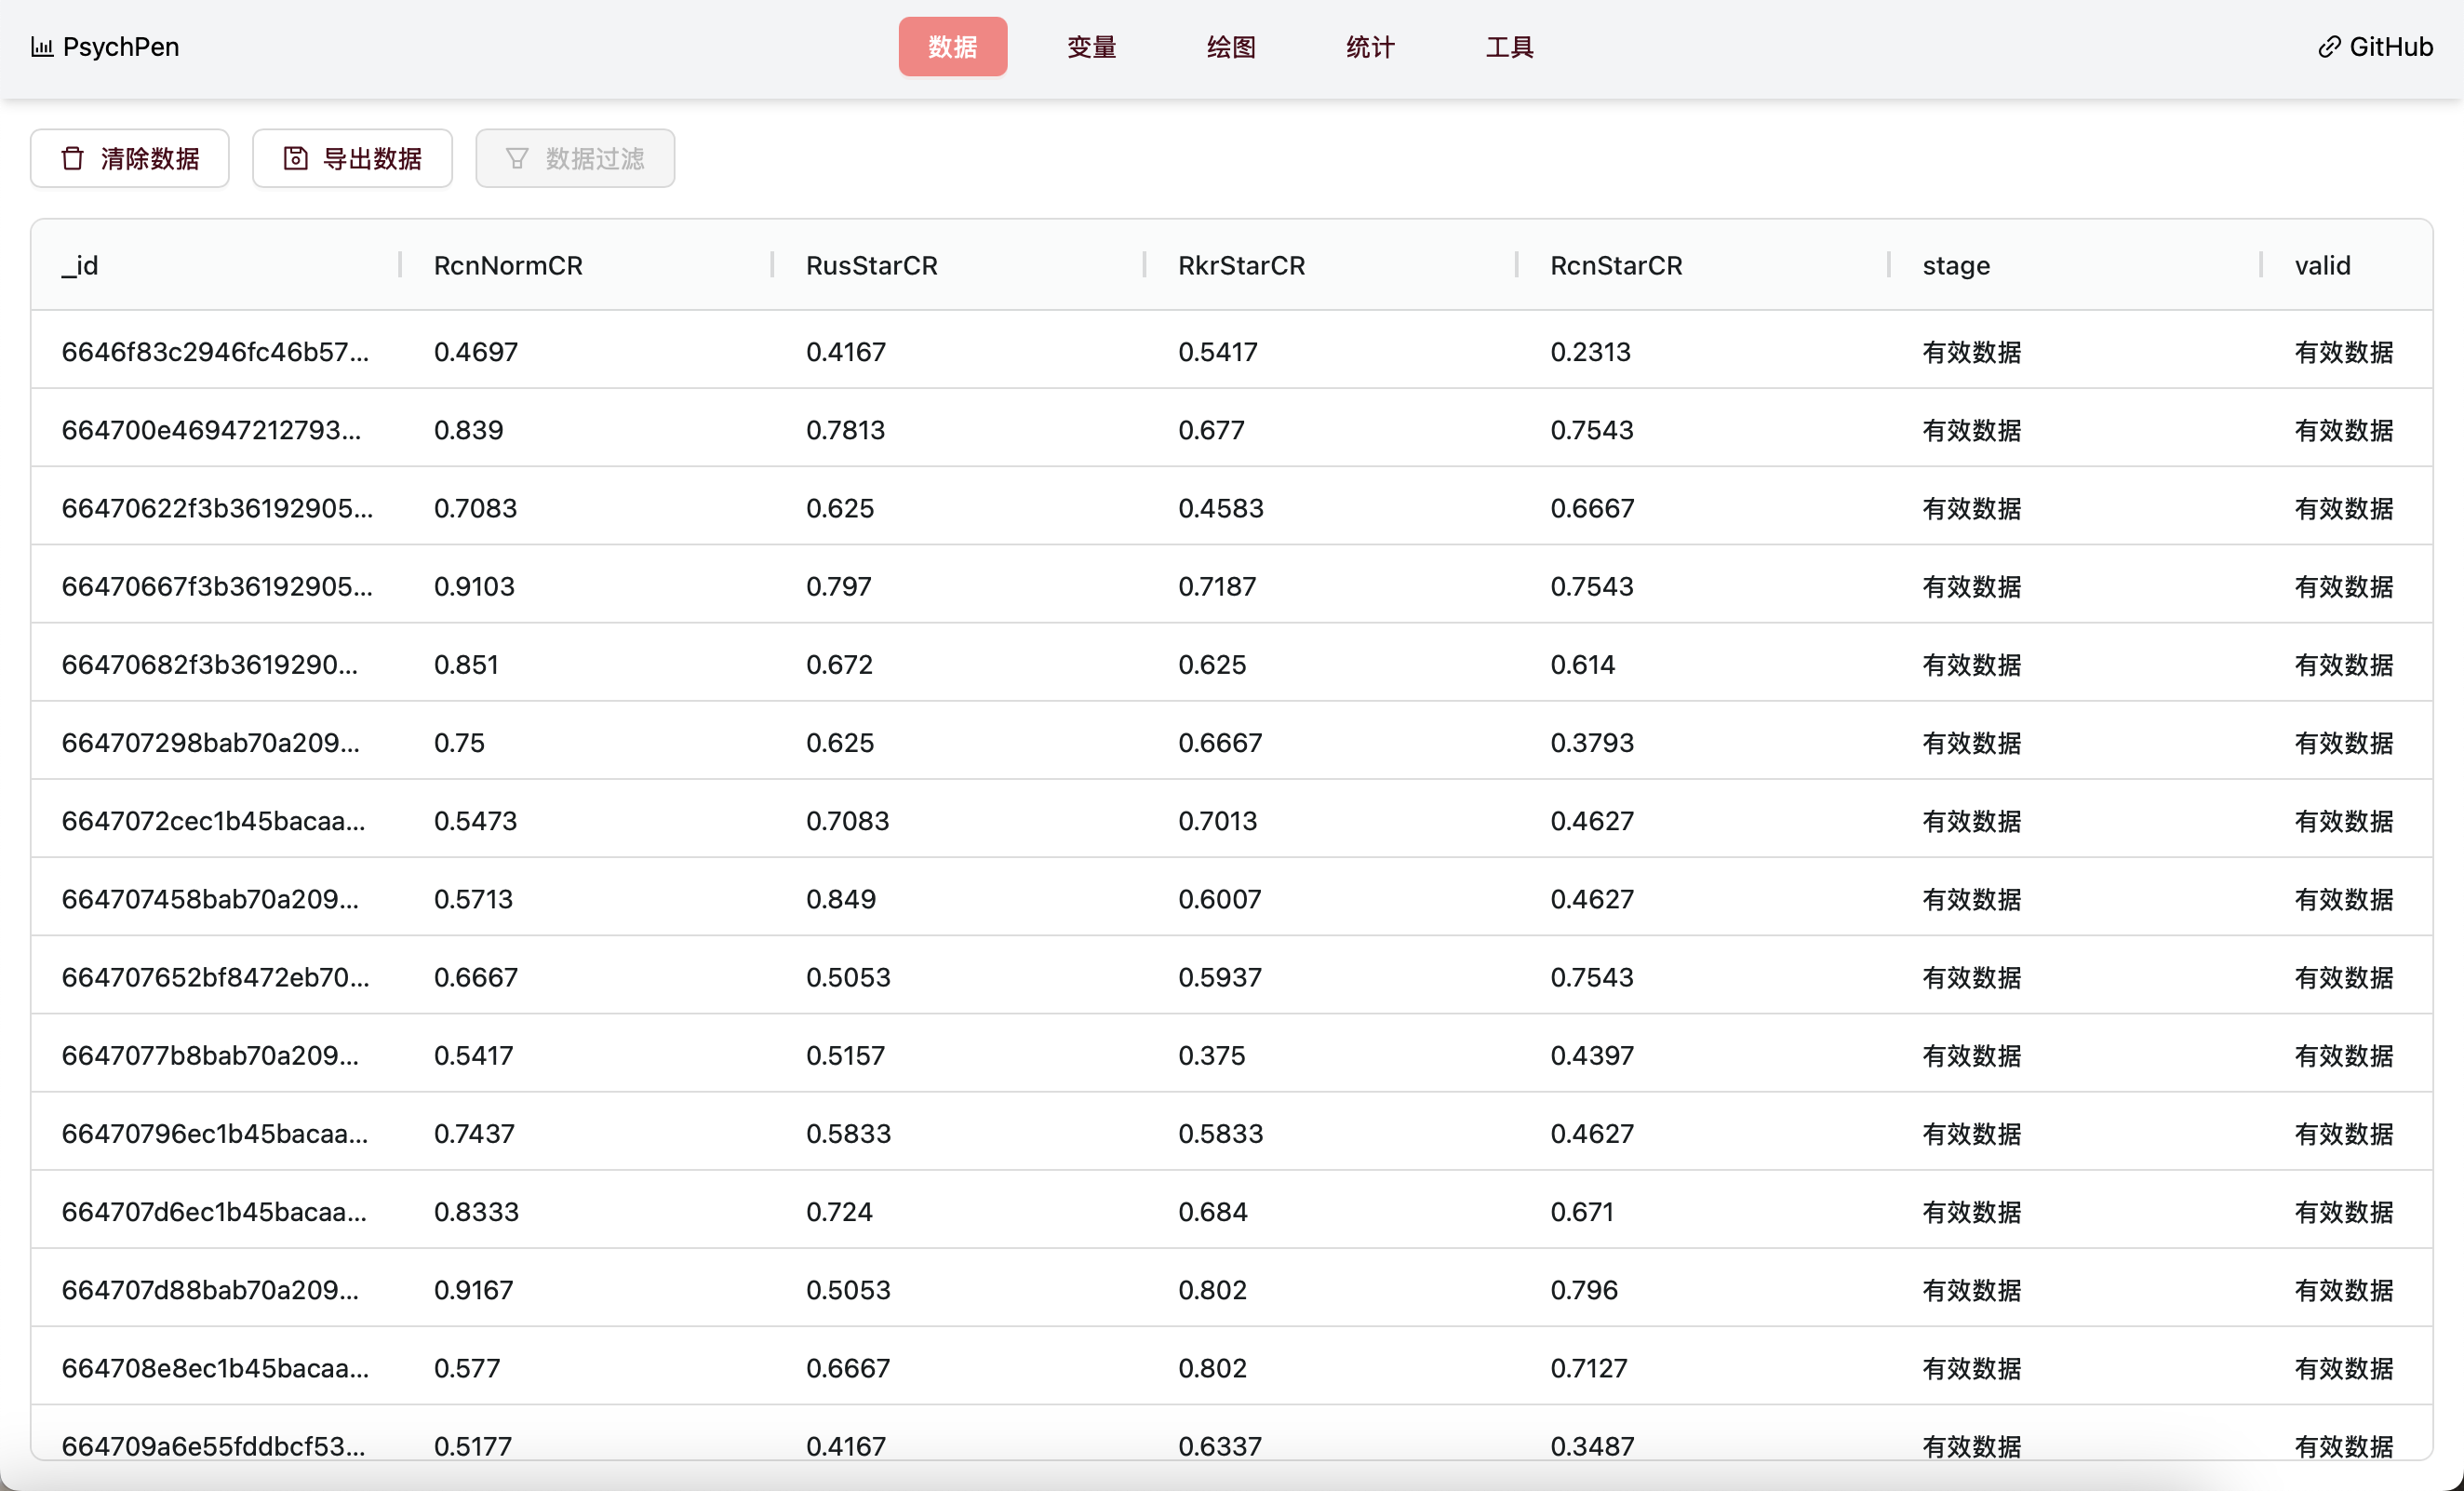 PsychPen 数据 变量 绘图 统计 工具 GitHub
清除数据 导出数据 数据过滤
_id RcnNormCR RusStarCR RkrStarCR RcnStarCR stage valid
6646f83c2946fc46b57... 0.4697 0.4167 0.5417 0.2313 有效数据 有效数据
664700e46947212793... 0.839 0.7813 0.677 0.7543 有效数据 有效数据
66470622f3b36192905... 0.7083 0.625 0.4583 0.6667 有效数据 有效数据
66470667f3b36192905... 0.9103 0.797 0.7187 0.7543 有效数据 有效数据
66470682f3b3619290... 0.851 0.672 0.625 0.614 有效数据 有效数据
664707298bab70a209... 0.75 0.625 0.6667 0.3793 有效数据 有效数据
6647072cec1b45bacaa... 0.5473 0.7083 0.7013 0.4627 有效数据 有效数据
664707458bab70a209... 0.5713 0.849 0.6007 0.4627 有效数据 有效数据
664707652bf8472eb70... 0.6667 0.5053 0.5937 0.7543 有效数据 有效数据
6647077b8bab70a209... 0.5417 0.5157 0.375 0.4397 有效数据 有效数据
66470796ec1b45bacaa... 0.7437 0.5833 0.5833 0.4627 有效数据 有效数据
664707d6ec1b45bacaa... 0.8333 0.724 0.684 0.671 有效数据 有效数据
664707d88bab70a209... 0.9167 0.5053 0.802 0.796 有效数据 有效数据
664708e8ec1b45bacaa... 0.577 0.6667 0.802 0.7127 有效数据 有效数据
664709a6e55fddbcf53... 0.5177 0.4167 0.6337 0.3487 有效数据 有效数据